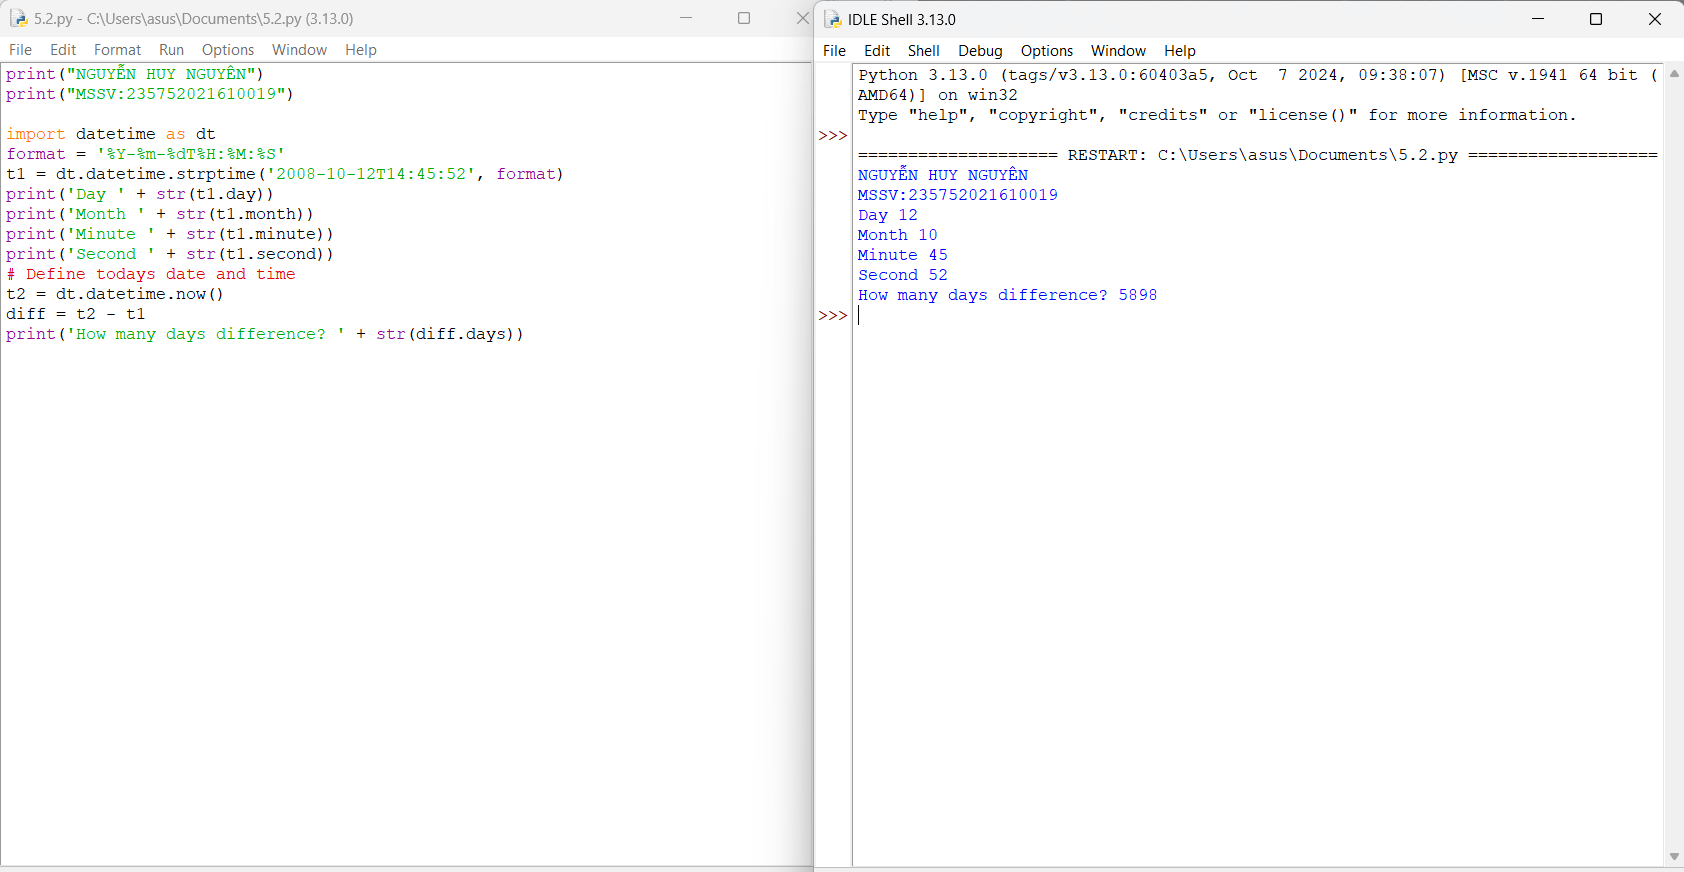 5.2.py - C:\Users\asus\Documents\5.2.py (3.13.0)
File Edit Format Run Options Window Help
print("NGUYỄN HUY NGUYÊN")
print("MSSV:235752021610019")
import datetime as dt
format = '%Y-%m-%dT%H:%M:%S'
t1 = dt.datetime.strptime('2008-10-12T14:45:52', format)
print('Day ' + str(t1.day))
print('Month ' + str(t1.month))
print('Minute ' + str(t1.minute))
print('Second ' + str(t1.second))
# Define todays date and time
t2 = dt.datetime.now()
diff = t2 - t1
print('How many days difference? ' + str(diff.days))
IDLE Shell 3.13.0
File Edit Shell Debug Options Window Help
Python 3.13.0 (tags/v3.13.0:60403a5, Oct  7 2024, 09:38:07) [MSC v.1941 64 bit (
AMD64)] on win32
Type "help", "copyright", "credits" or "license()" for more information.
>>>
==================== RESTART: C:\Users\asus\Documents\5.2.py ===================
NGUYỄN HUY NGUYÊN
MSSV:235752021610019
Day 12
Month 10
Minute 45
Second 52
How many days difference? 5898
>>>